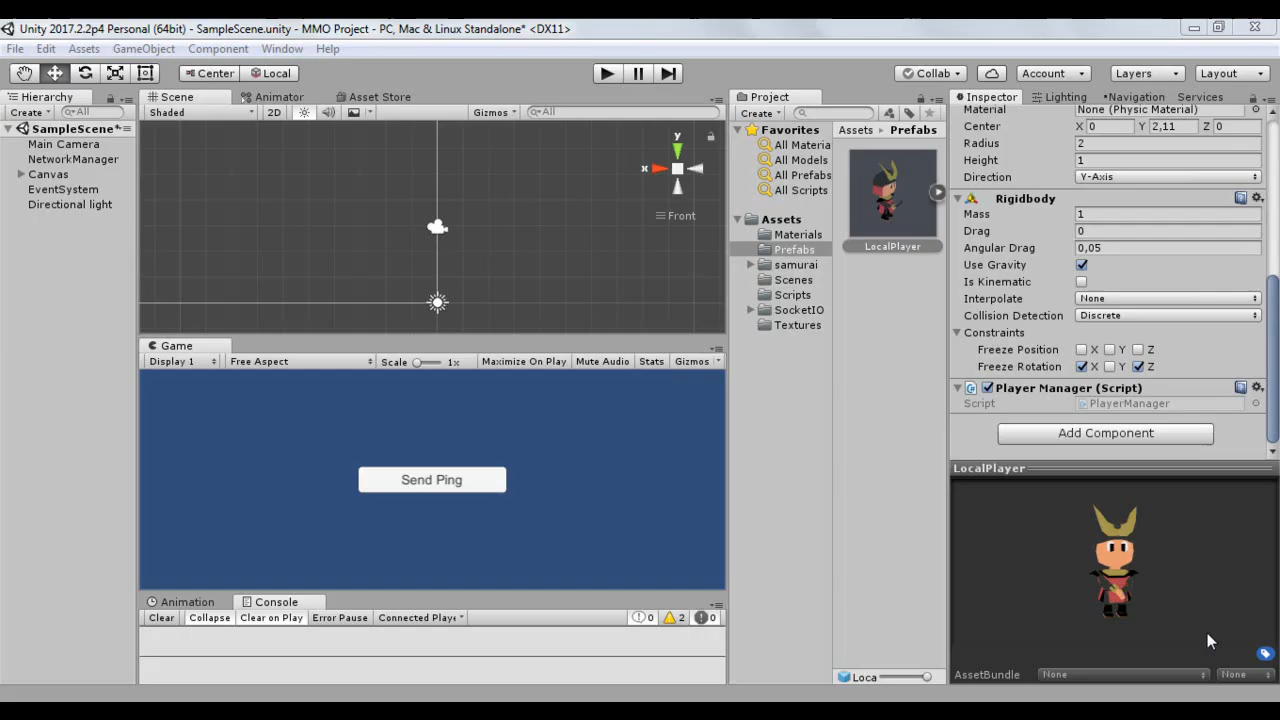 Unity 2017.2.2p4 Personal (64bit) - SampleScene.unity - MMO Project - PC, Mac & Linux Standalone* <DX11>
File Edit Assets GameObject Component Window Help
Center Local Collab Account Layers Layout
Hierarchy
Create All
SampleScene*
Main Camera
NetworkManager
Canvas
EventSystem
Directional light
Scene Animator Asset Store
Shaded 2D Gizmos All
y
x
Front
Game
Display 1 Free Aspect Scale 1x Maximize On Play Mute Audio Stats Gizmos
Send Ping
Animation Console
Clear Collapse Clear on Play Error Pause Connected Playe 0 2 0
Project
Create
Favorites
All Materia
All Models
All Prefabs
All Scripts
Assets
Materials
Prefabs
samurai
Scenes
Scripts
SocketIO
Textures
Assets Prefabs
LocalPlayer
Loca
Inspector Lighting Navigation Services
Material None (Physic Material)
Center X 0 Y 2,11 Z 0
Radius 2
Height 1
Direction Y-Axis
Rigidbody
Mass 1
Drag 0
Angular Drag 0,05
Use Gravity
Is Kinematic
Interpolate None
Collision Detection Discrete
Constraints
Freeze Position X Y Z
Freeze Rotation X Y Z
Player Manager (Script)
Script PlayerManager
Add Component
LocalPlayer
AssetBundle None None